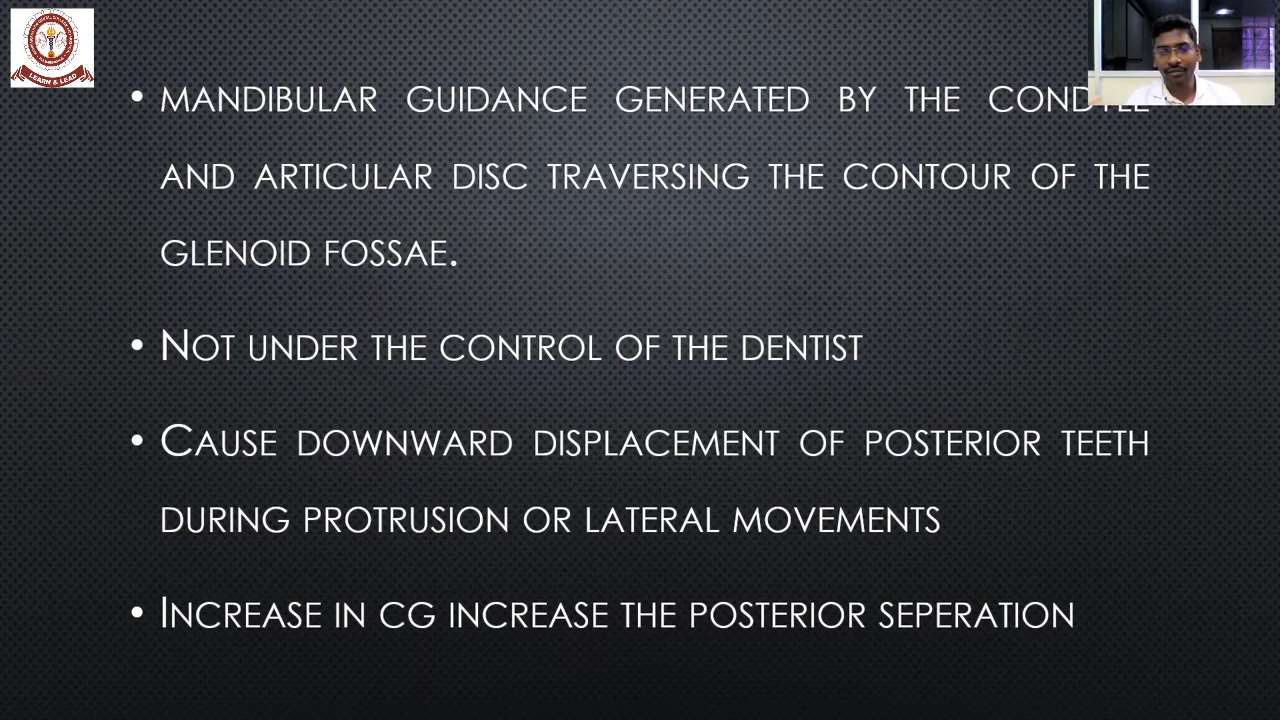 LEARN & LEAD
• MANDIBULAR GUIDANCE GENERATED BY THE
AND ARTICULAR DISC TRAVERSING THE CONTOUR OF THE
GLENOID FOSSAE.
• NOT UNDER THE CONTROL OF THE DENTIST
• CAUSE DOWNWARD DISPLACEMENT OF POSTERIOR TEETH
DURING PROTRUSION OR LATERAL MOVEMENTS
• INCREASE IN CG INCREASE THE POSTERIOR SEPERATION